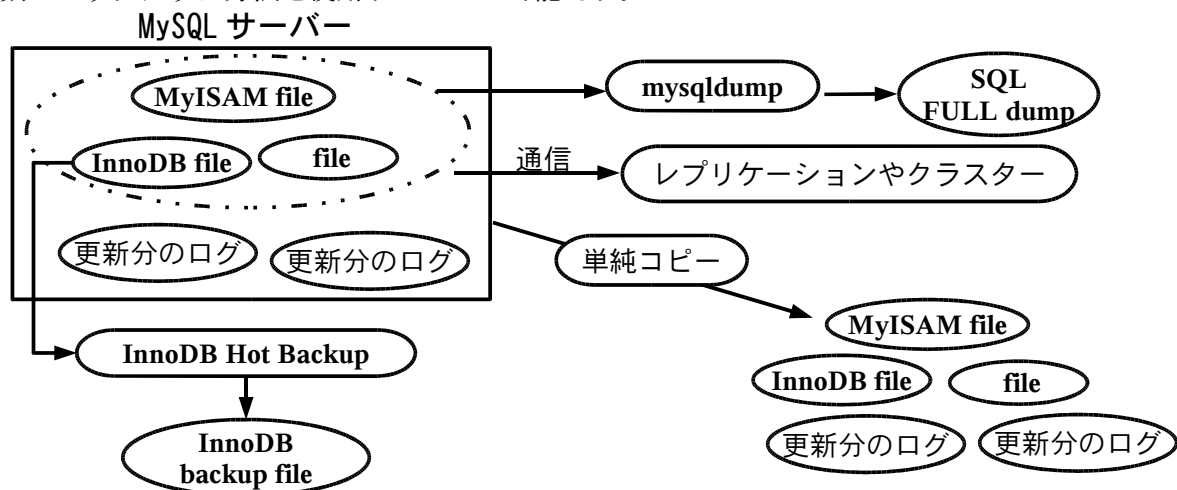 MySQL サーバー
MyISAM file
InnoDB file
file
更新分のログ
更新分のログ
mysqldump
SQL
FULL dump
通信
レプリケーションやクラスター
単純コピー
MyISAM file
InnoDB file
file
更新分のログ
更新分のログ
InnoDB Hot Backup
InnoDB
backup file